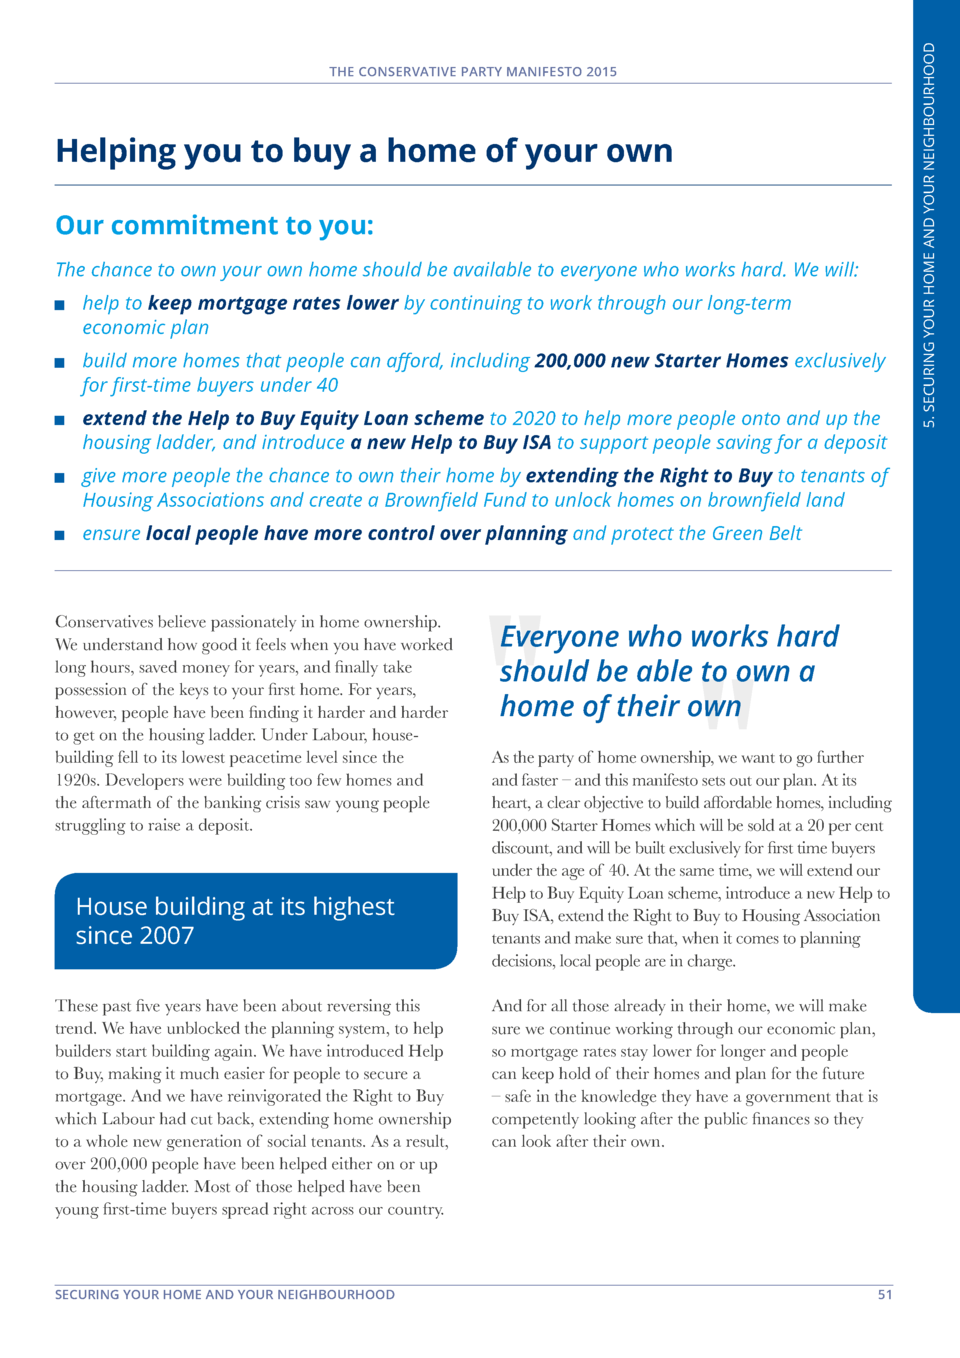 THE CONSERVATIVE PARTY MANIFESTO 2015
Helping you to buy a home of your own
Our commitment to you:
The chance to own your own home should be available to everyone who works hard. We will:
help to keep mortgage rates lower by continuing to work through our long-term
economic plan
build more homes that people can afford, including 200,000 new Starter Homes exclusively
for first-time buyers under 40
extend the Help to Buy Equity Loan scheme to 2020 to help more people onto and up the
housing ladder, and introduce a new Help to Buy ISA to support people saving for a deposit
give more people the chance to own their home by extending the Right to Buy to tenants of
Housing Associations and create a Brownfield Fund to unlock homes on brownfield land
ensure local people have more control over planning and protect the Green Belt
Conservatives believe passionately in home ownership.
We understand how good it feels when you have worked
long hours, saved money for years, and finally take
possession of the keys to your first home. For years,
however, people have been finding it harder and harder
to get on the housing ladder. Under Labour, house-
building fell to its lowest peacetime level since the
1920s. Developers were building too few homes and
the aftermath of the banking crisis saw young people
struggling to raise a deposit.
House building at its highest
since 2007
These past five years have been about reversing this
trend. We have unblocked the planning system, to help
builders start building again. We have introduced Help
to Buy, making it much easier for people to secure a
mortgage. And we have reinvigorated the Right to Buy
which Labour had cut back, extending home ownership
to a whole new generation of social tenants. As a result,
over 200,000 people have been helped either on or up
the housing ladder. Most of those helped have been
young first-time buyers spread right across our country.
"Everyone who works hard
should be able to own a
home of their own"
As the party of home ownership, we want to go further
and faster – and this manifesto sets out our plan. At its
heart, a clear objective to build affordable homes, including
200,000 Starter Homes which will be sold at a 20 per cent
discount, and will be built exclusively for first time buyers
under the age of 40. At the same time, we will extend our
Help to Buy Equity Loan scheme, introduce a new Help to
Buy ISA, extend the Right to Buy to Housing Association
tenants and make sure that, when it comes to planning
decisions, local people are in charge.
And for all those already in their home, we will make
sure we continue working through our economic plan,
so mortgage rates stay lower for longer and people
can keep hold of their homes and plan for the future
– safe in the knowledge they have a government that is
competently looking after the public finances so they
can look after their own.
5. SECURING YOUR HOME AND YOUR NEIGHBOURHOOD
SECURING YOUR HOME AND YOUR NEIGHBOURHOOD
51